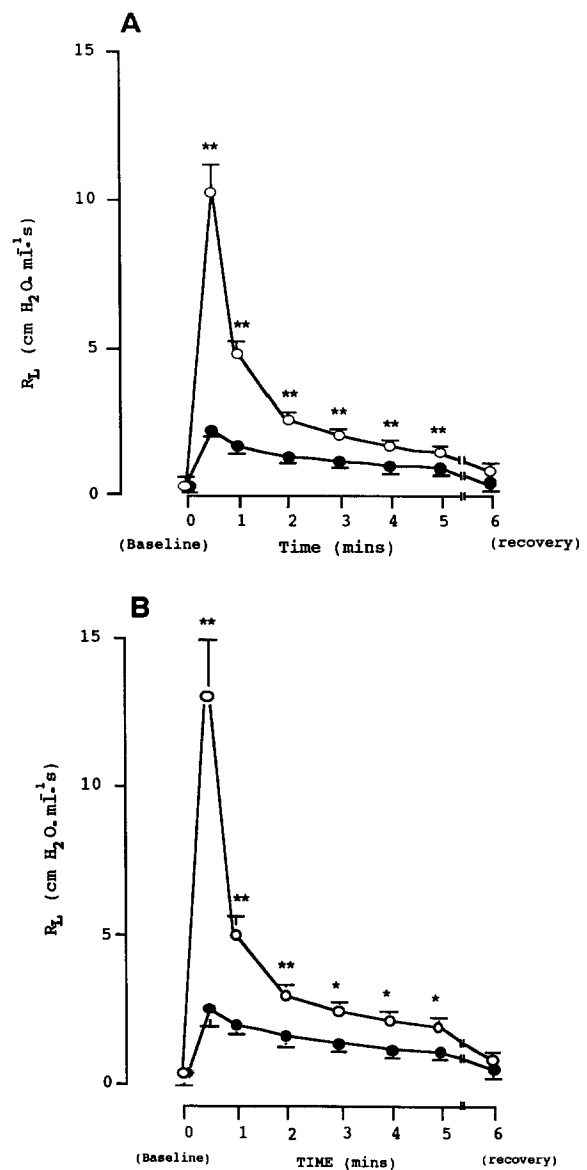 A
15
**
10
R_L (cm H₂O. ml⁻¹.s)
**
5
** ** ** **
0
0 1 2 3 4 5 6
(Baseline) Time (mins) (recovery)
B
15
**
10
R_L (cm H₂O. ml⁻¹.s)
**
5
** * * *
0
0 1 2 3 4 5 6
(Baseline) TIME (mins) (recovery)